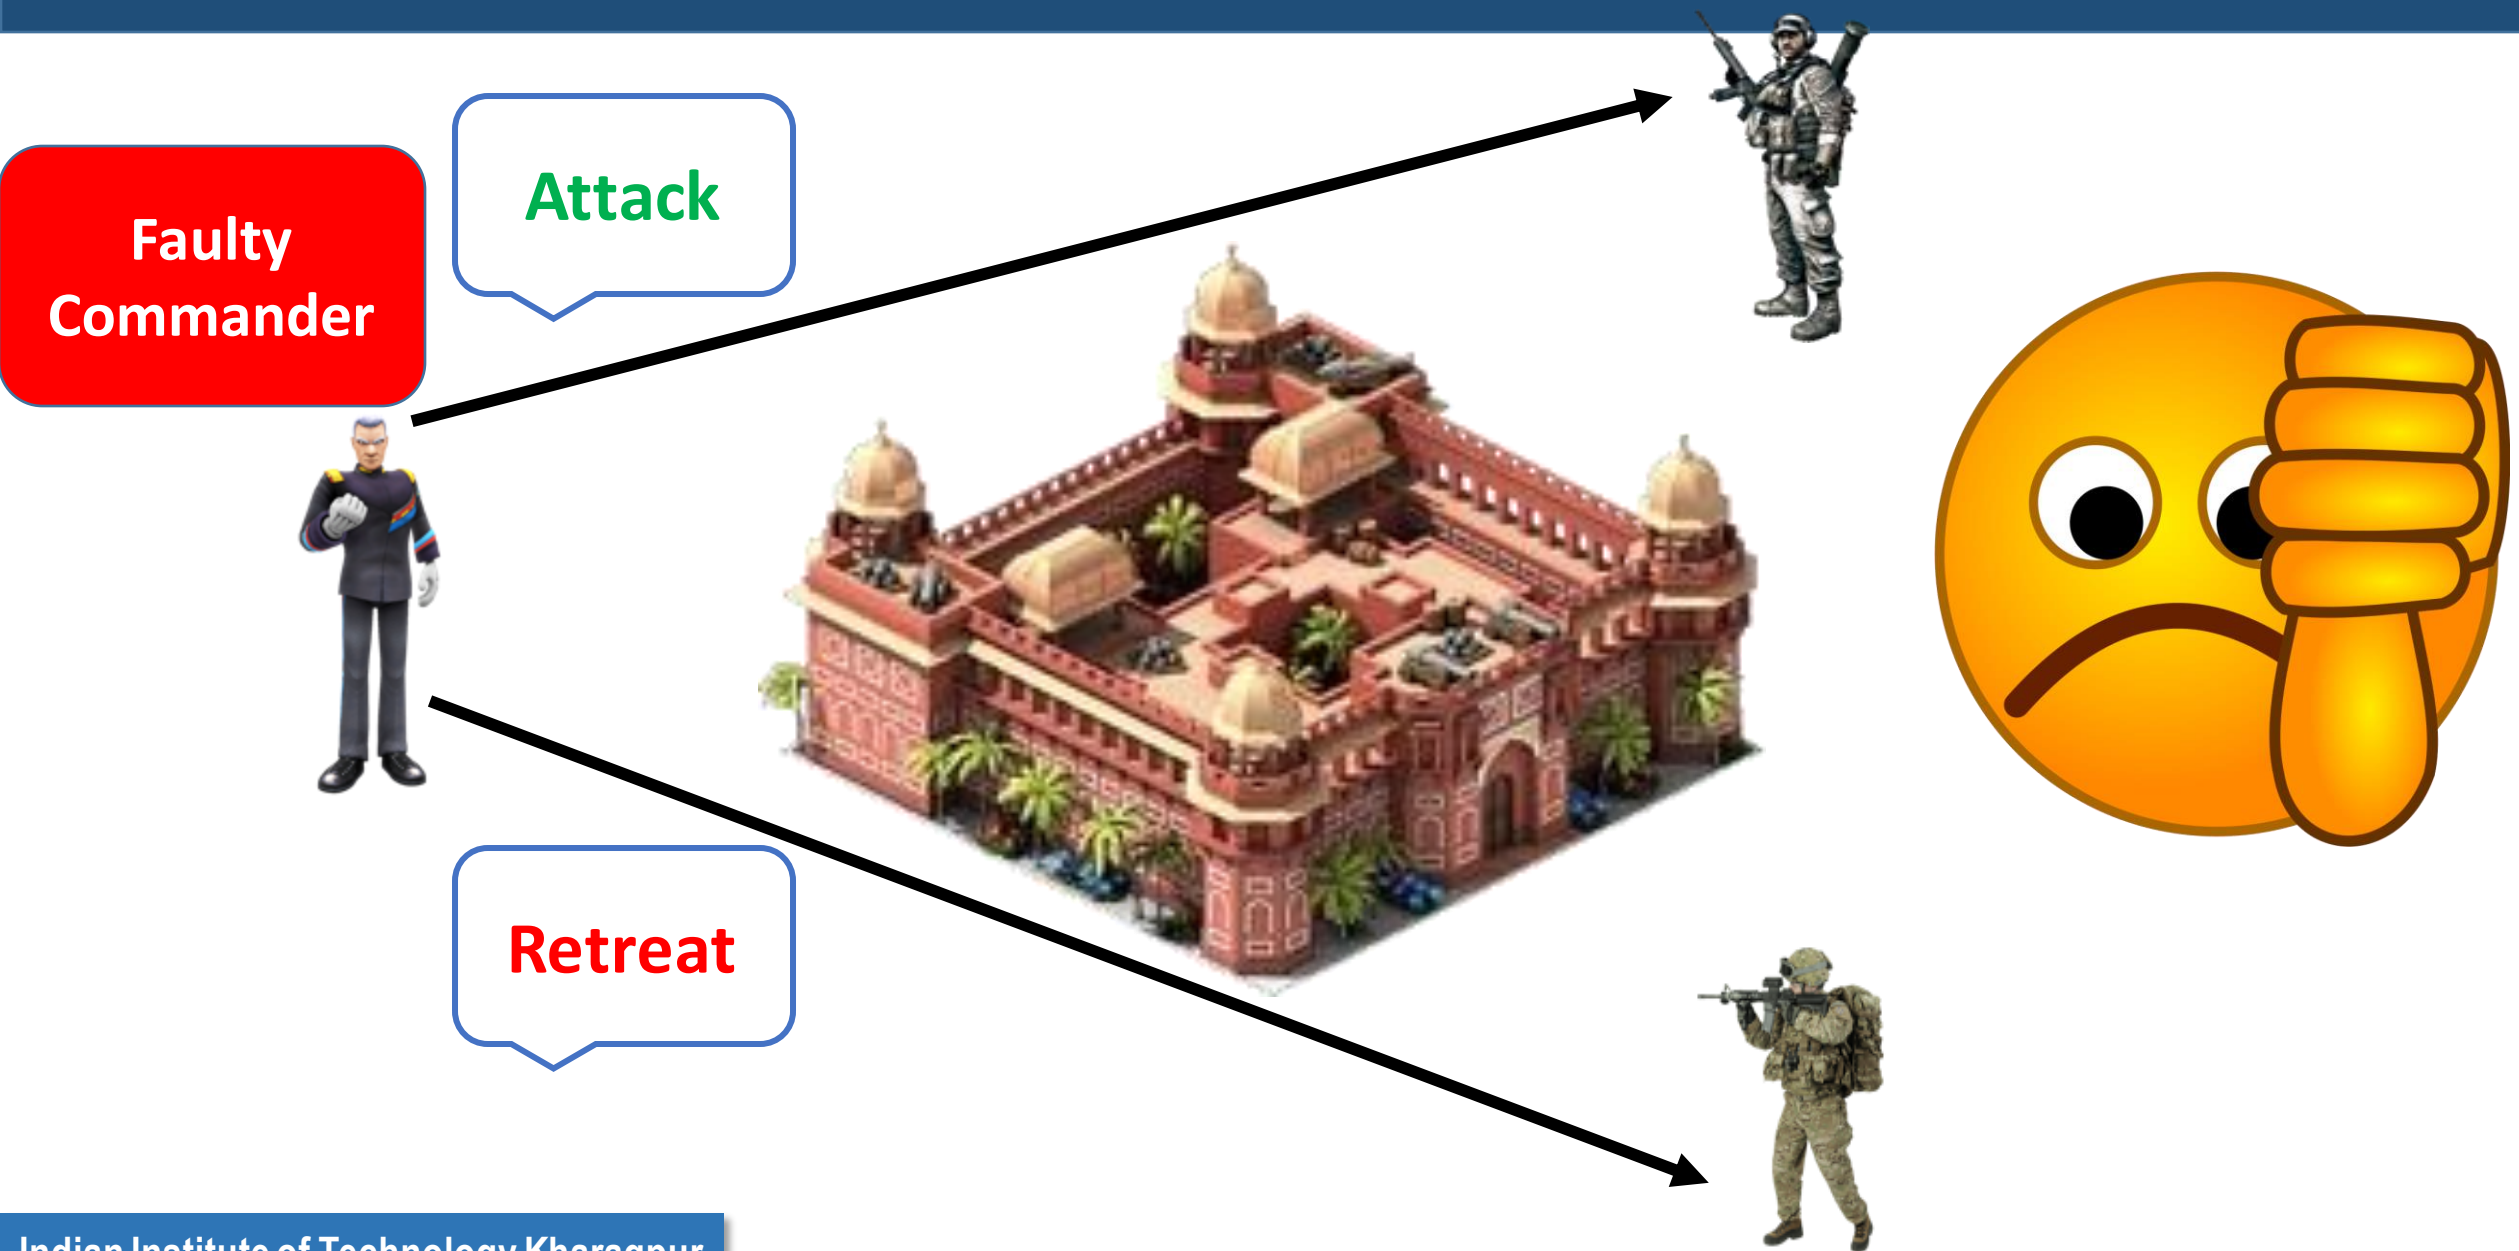 Attack
Faulty
Commander
Retreat
Indian Institute of Technology Kharagpur